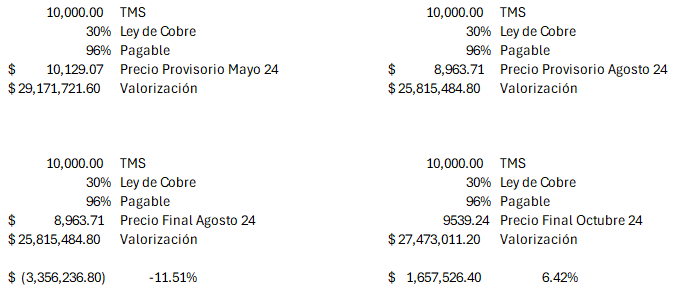 10,000.00 TMS
30% Ley de Cobre
96% Pagable
$ 10,129.07 Precio Provisorio Mayo 24
$ 29,171,721.60 Valorización
10,000.00 TMS
30% Ley de Cobre
96% Pagable
$ 8,963.71 Precio Provisorio Agosto 24
$ 25,815,484.80 Valorización
10,000.00 TMS
30% Ley de Cobre
96% Pagable
$ 8,963.71 Precio Final Agosto 24
$ 25,815,484.80 Valorización
$ (3,356,236.80) -11.51%
10,000.00 TMS
30% Ley de Cobre
96% Pagable
9539.24 Precio Final Octubre 24
$ 27,473,011.20 Valorización
$ 1,657,526.40 6.42%